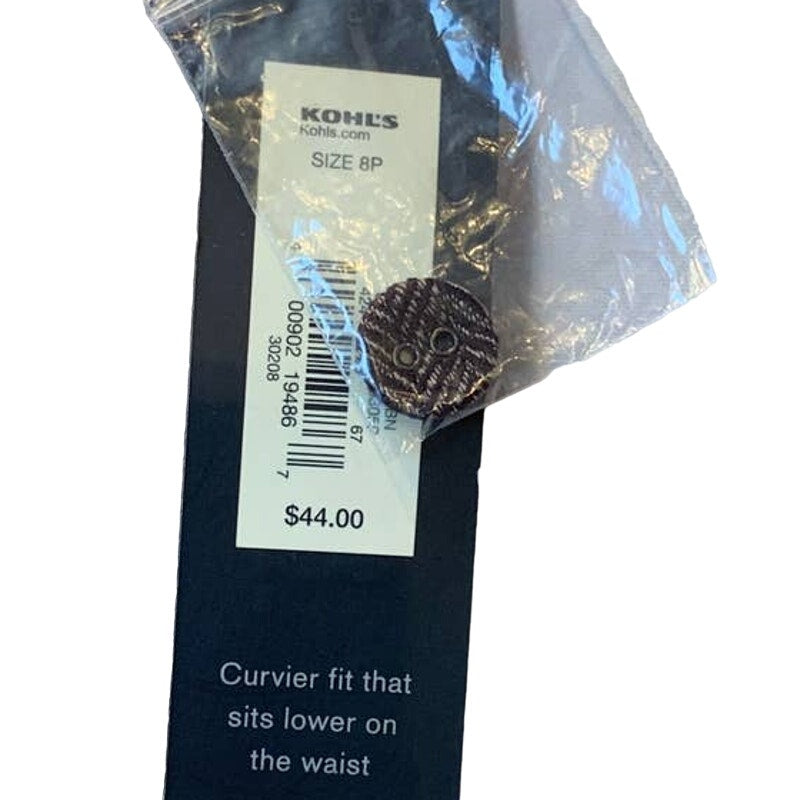 KOHL'S
Kohls.com
SIZE 8P
00902 19486 7
30208
67
$44.00
Curvier fit that
sits lower on
the waist